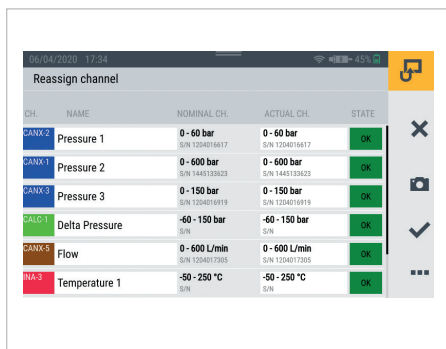 06/04/2020 17:34 45%
Reassign channel
CH. NAME NOMINAL CH. ACTUAL CH. STATE
CANX-2 Pressure 1 0 - 60 bar 0 - 60 bar OK
S/N 1204016617 S/N 1204016617
CANX-1 Pressure 2 0 - 600 bar 0 - 600 bar OK
S/N 1445133623 S/N 1445133623
CANX-3 Pressure 3 0 - 150 bar 0 - 150 bar OK
S/N 1204016919 S/N 1204016919
CALC-1 Delta Pressure -60 - 150 bar -60 - 150 bar OK
S/N S/N
CANX-5 Flow 0 - 600 L/min 0 - 600 L/min OK
S/N 1204017305 S/N 1204017305
INA-3 Temperature 1 -50 - 250 °C -50 - 250 °C OK
S/N S/N